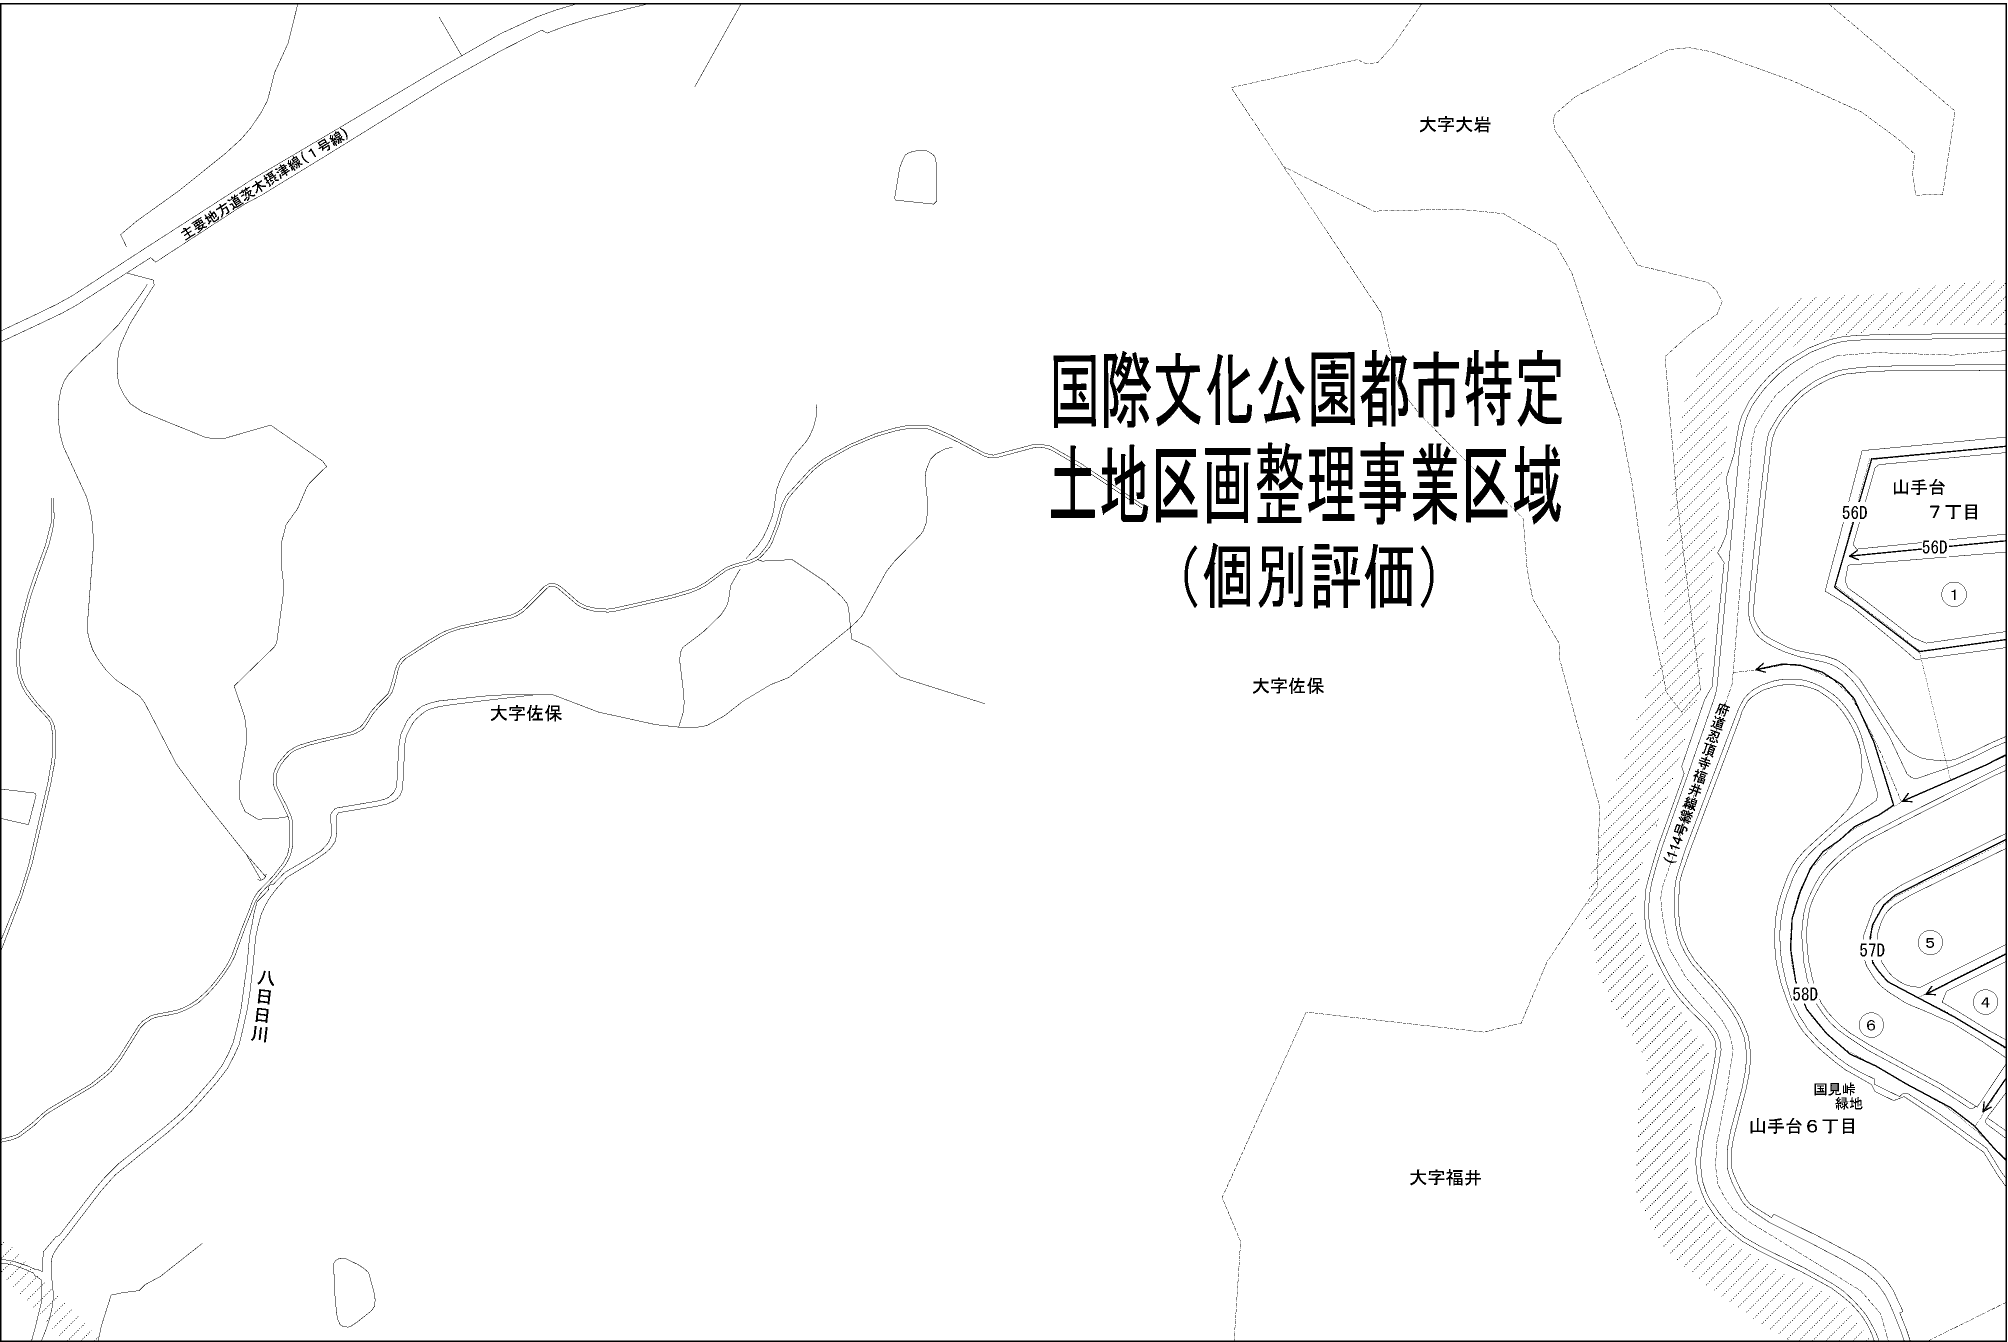 大字大岩
主要地方道茨木摂津線(１号線)
国際文化公園都市特定
土地区画整理事業区域
（個別評価）
山手台
７丁目
56D
56D
1
大字佐保
大字佐保
府道忍頂寺福井線
(114号線
57D
5
58D
4
6
八日日川
国見峠
緑地
山手台６丁目
大字福井